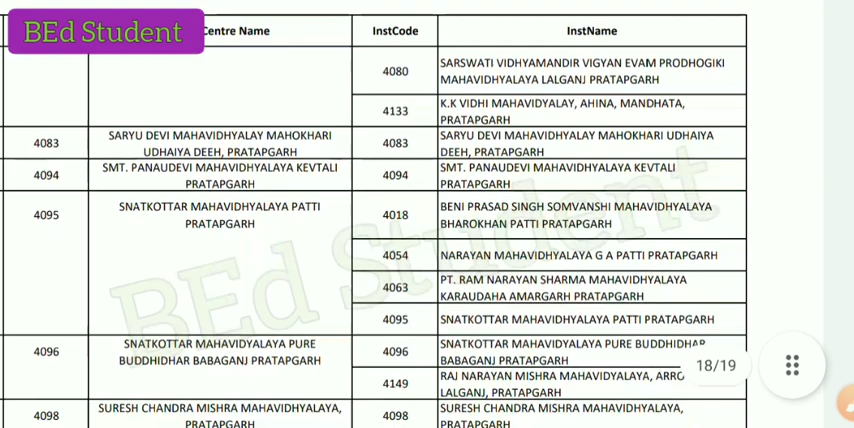 BEd Student
Centre Name InstCode InstName
4080 SARSWATI VIDHYAMANDIR VIGYAN EVAM PRODHOGIKI
MAHAVIDHYALAYA LALGANJ PRATAPGARH
4133 K.K VIDHI MAHAVIDYALAY, AHINA, MANDHATA,
PRATAPGARH
4083 SARYU DEVI MAHAVIDHYALAY MAHOKHARI 4083 SARYU DEVI MAHAVIDHYALAY MAHOKHARI UDHAIYA
UDHAIYA DEEH, PRATAPGARH DEEH, PRATAPGARH
4094 SMT. PANAUDEVI MAHAVIDHYALAYA KEVTALI 4094 SMT. PANAUDEVI MAHAVIDHYALAYA KEVTALI
PRATAPGARH PRATAPGARH
4095 SNATKOTTAR MAHAVIDHYALAYA PATTI 4018 BENI PRASAD SINGH SOMVANSHI MAHAVIDHYALAYA
PRATAPGARH BHAROKHAN PATTI PRATAPGARH
4054 NARAYAN MAHAVIDHYALAYA G A PATTI PRATAPGARH
4063 PT. RAM NARAYAN SHARMA MAHAVIDHYALAYA
KARAUDAHA AMARGARH PRATAPGARH
4095 SNATKOTTAR MAHAVIDHYALAYA PATTI PRATAPGARH
4096 SNATKOTTAR MAHAVIDYALAYA PURE 4096 SNATKOTTAR MAHAVIDYALAYA PURE BUDDHIDHAR
BUDDHIDHAR BABAGANJ PRATAPGARH BABAGANJ PRATAPGARH
18/19
4149 RAJ NARAYAN MISHRA MAHAVIDYALAYA, ARRO
LALGANJ, PRATAPGARH
4098 SURESH CHANDRA MISHRA MAHAVIDHYALAYA, 4098 SURESH CHANDRA MISHRA MAHAVIDHYALAYA,
PRATAPGARH PRATAPGARH
BEd Student